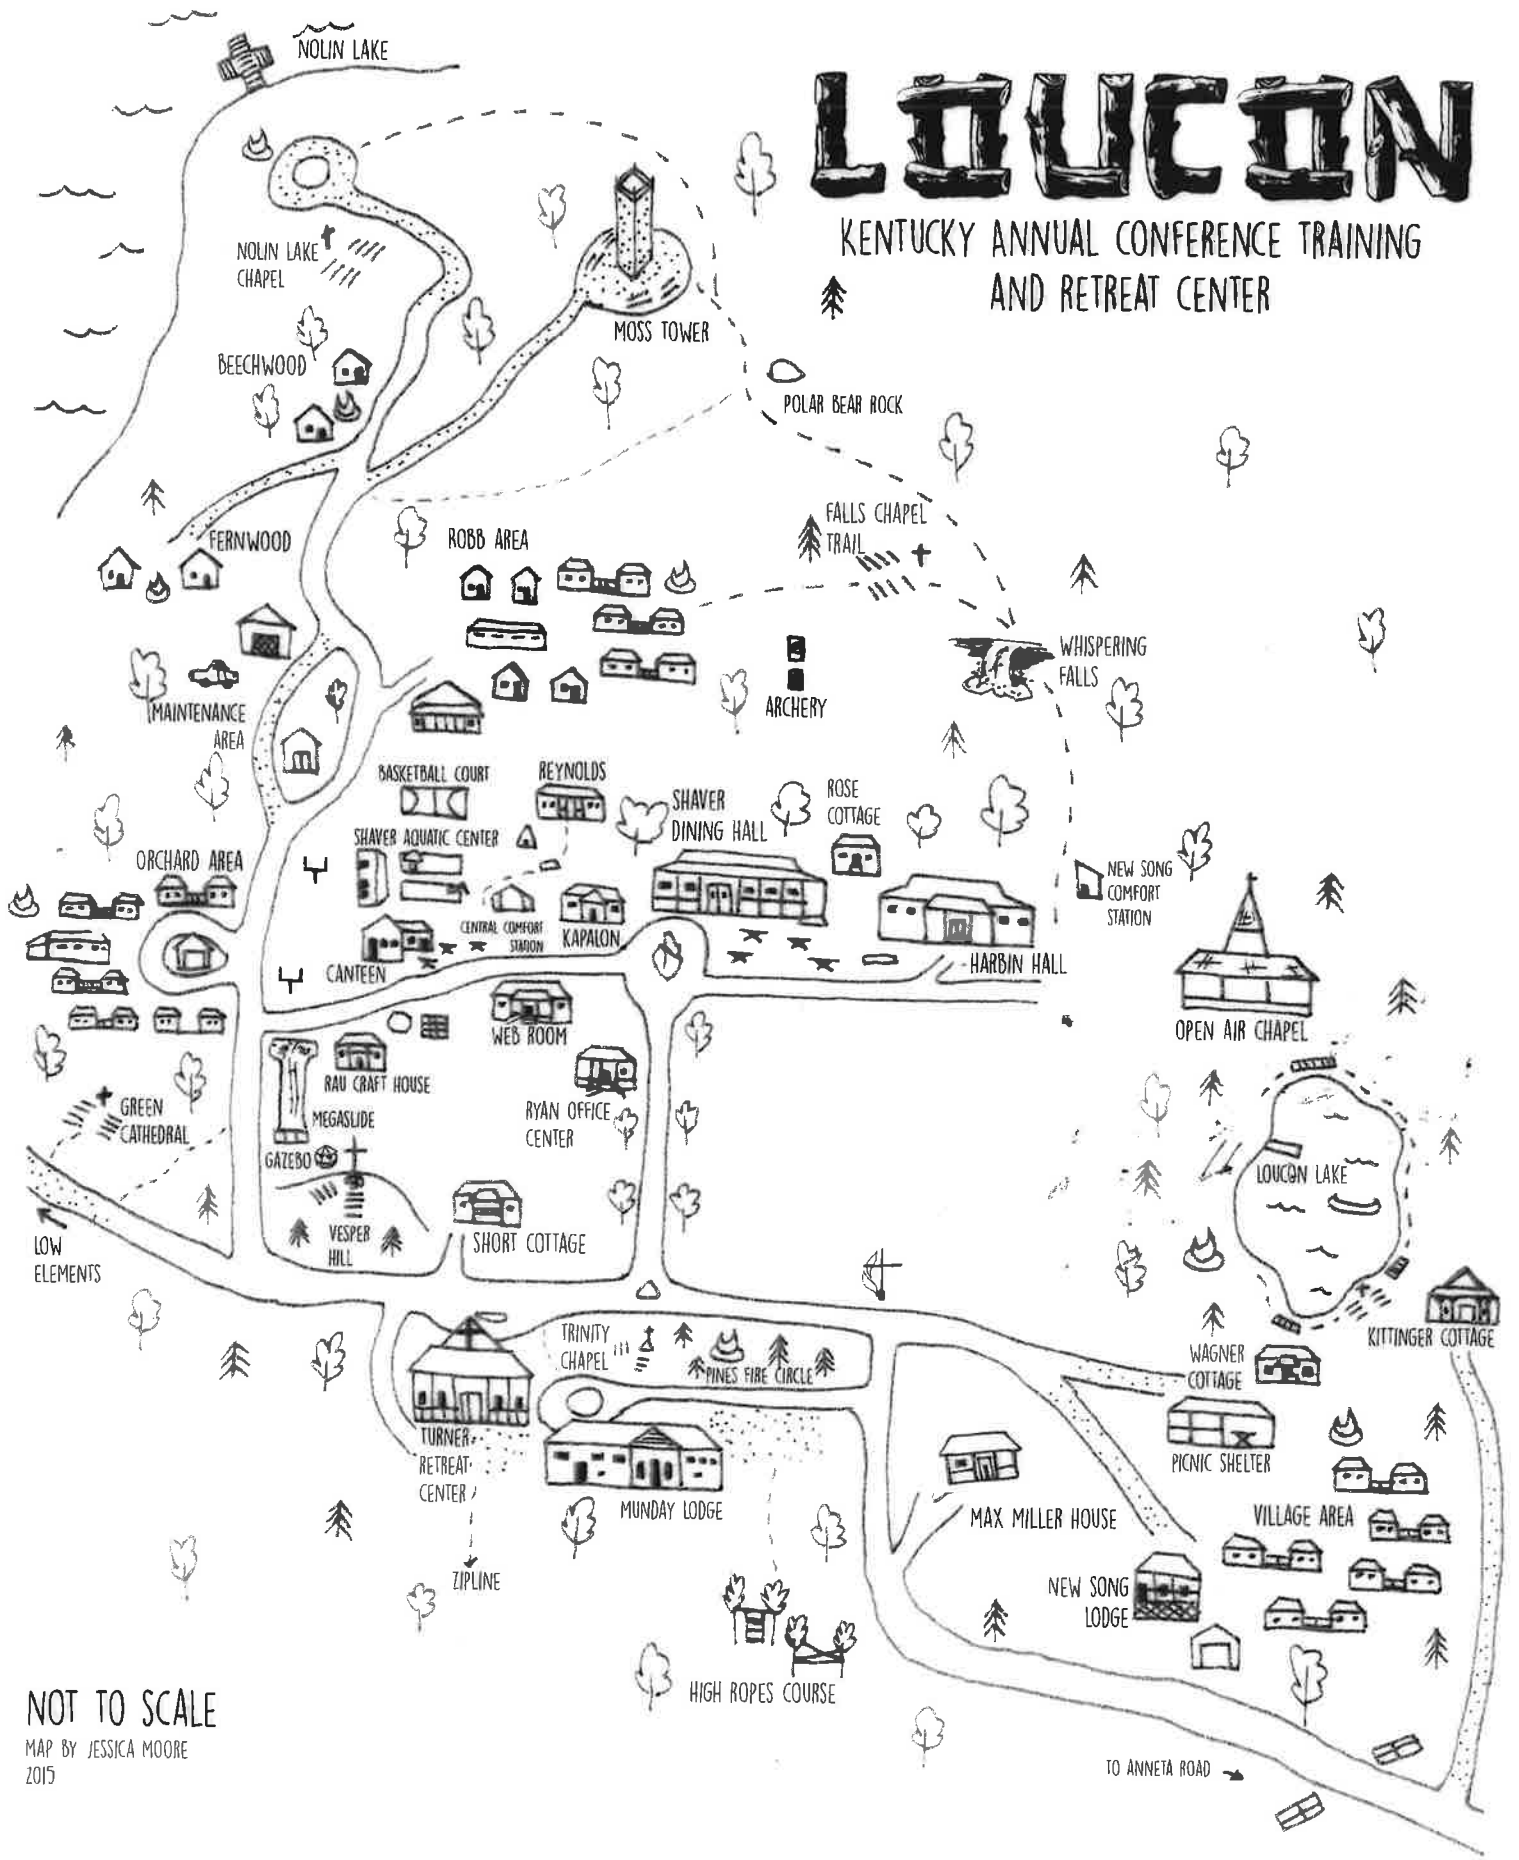 NOLIN LAKE
LOUCON
KENTUCKY ANNUAL CONFERENCE TRAINING
AND RETREAT CENTER
NOLIN LAKE
CHAPEL
MOSS TOWER
BEECHWOOD
POLAR BEAR ROCK
FALLS CHAPEL
TRAIL
FERNWOOD
ROBB AREA
WHISPERING
FALLS
ARCHERY
MAINTENANCE
AREA
BASKETBALL COURT
REYNOLDS
SHAVER
DINING HALL
ROSE
COTTAGE
SHAVER AQUATIC CENTER
ORCHARD AREA
NEW SONG
COMFORT
STATION
CENTRAL COMFORT
STATION
KAPALON
CANTEEN
HARBIN HALL
OPEN AIR CHAPEL
WEB ROOM
RAU CRAFT HOUSE
GREEN
CATHEDRAL
MEGASLIDE
RYAN OFFICE
CENTER
GAZEBO
LOUCON LAKE
VESPER
HILL
SHORT COTTAGE
LOW
ELEMENTS
TRINITY
CHAPEL
PINES FIRE CIRCLE
KITTINGER COTTAGE
WAGNER
COTTAGE
TURNER
RETREAT
CENTER
PICNIC SHELTER
MUNDAY LODGE
MAX MILLER HOUSE
VILLAGE AREA
ZIPLINE
NEW SONG
LODGE
HIGH ROPES COURSE
NOT TO SCALE
MAP BY JESSICA MOORE
2015
TO ANNETA ROAD